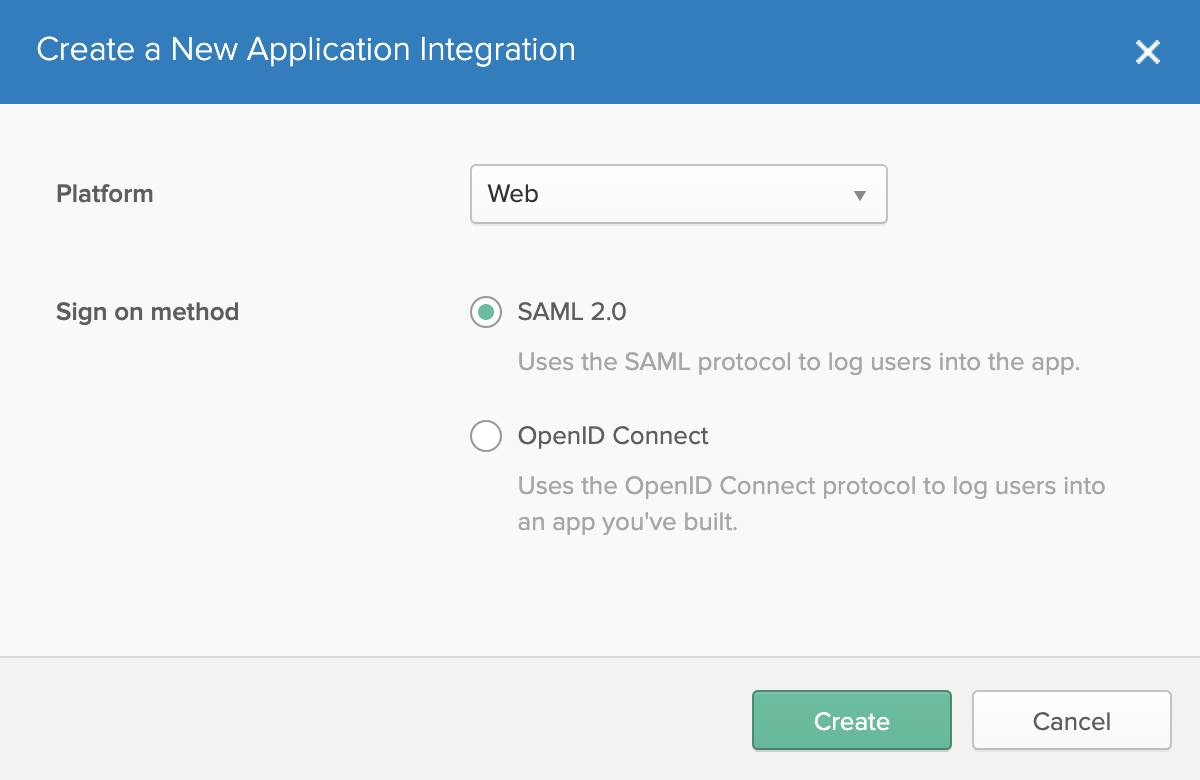 Create a New Application Integration
Platform
Web
Sign on method
SAML 2.0
Uses the SAML protocol to log users into the app.
OpenID Connect
Uses the OpenID Connect protocol to log users into
an app you've built.
Create
Cancel